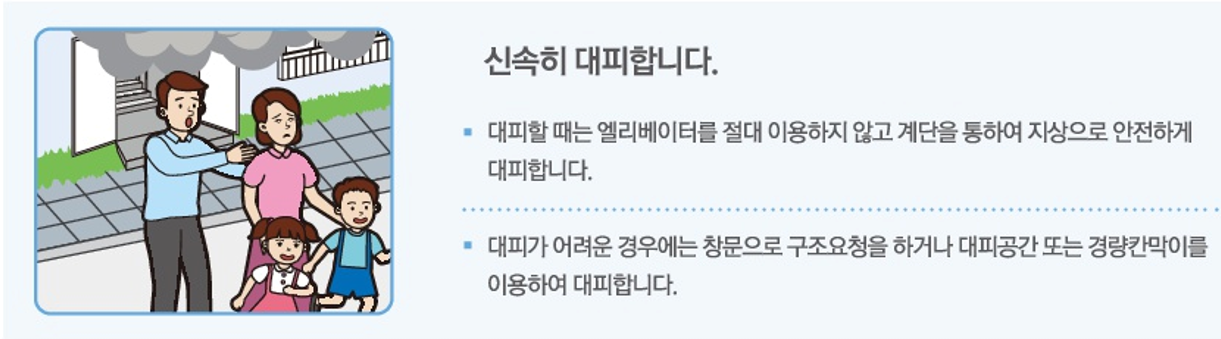 신속히 대피합니다.
대피할 때는 엘리베이터를 절대 이용하지 않고 계단을 통하여 지상으로 안전하게
대피합니다.
대피가 어려운 경우에는 창문으로 구조요청을 하거나 대피공간 또는 경량칸막이를
이용하여 대피합니다.